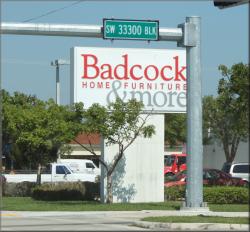 SW 33300 BLK
Badcock
HOME FURNITURE
& more